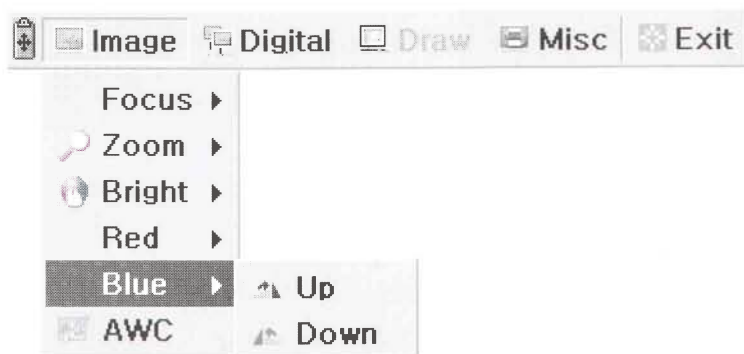 Image Digital Draw Misc Exit
Focus
Zoom
Bright
Red
Blue Up
AWC Down